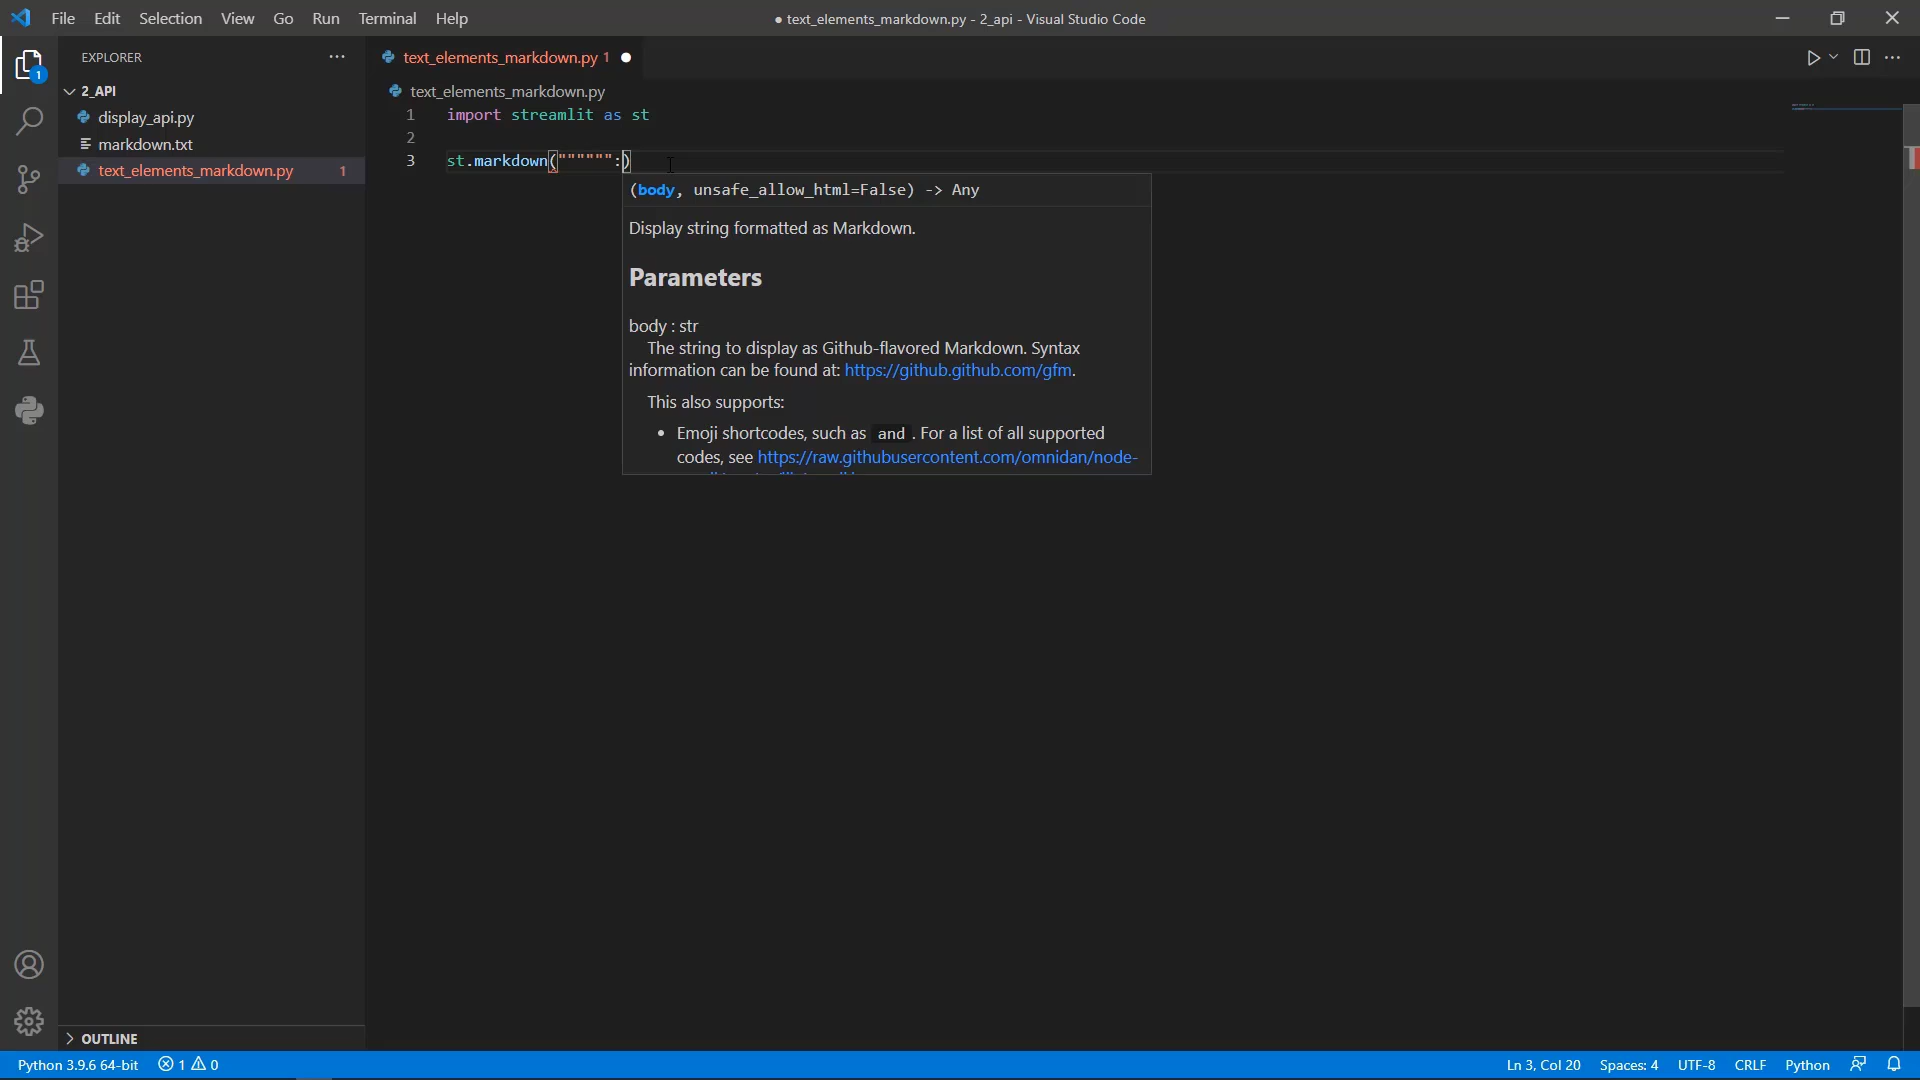 File Edit Selection View Go Run Terminal Help
● text_elements_markdown.py - 2_api - Visual Studio Code
EXPLORER
2_API
display_api.py
markdown.txt
text_elements_markdown.py 1
OUTLINE
1
text_elements_markdown.py 1
text_elements_markdown.py
1 import streamlit as st
2
3 st.markdown("""""":)
(body, unsafe_allow_html=False) -> Any
Display string formatted as Markdown.
Parameters
body : str
The string to display as Github-flavored Markdown. Syntax
information can be found at: https://github.github.com/gfm.
This also supports:
• Emoji shortcodes, such as and . For a list of all supported
codes, see https://raw.githubusercontent.com/omnidan/node-
Python 3.9.6 64-bit 1 0
Ln 3, Col 20 Spaces: 4 UTF-8 CRLF Python